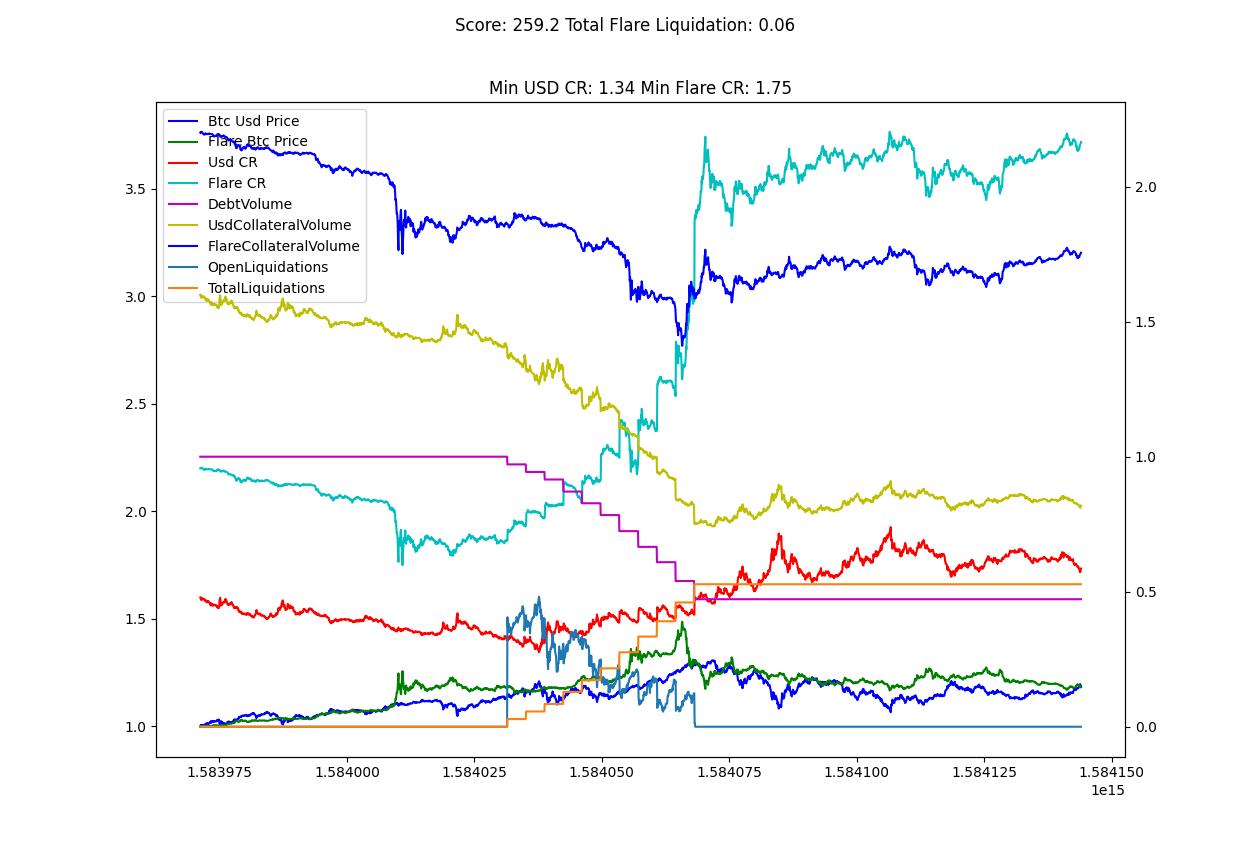 Score: 259.2 Total Flare Liquidation: 0.06
Min USD CR: 1.34 Min Flare CR: 1.75
Btc Usd Price
Flare Btc Price
Usd CR
Flare CR
DebtVolume
UsdCollateralVolume
FlareCollateralVolume
OpenLiquidations
TotalLiquidations
3.5
3.0
2.5
2.0
1.5
1.0
2.0
1.5
1.0
0.5
0.0
1.583975 1.584000 1.584025 1.584050 1.584075 1.584100 1.584125 1.584150
1e15